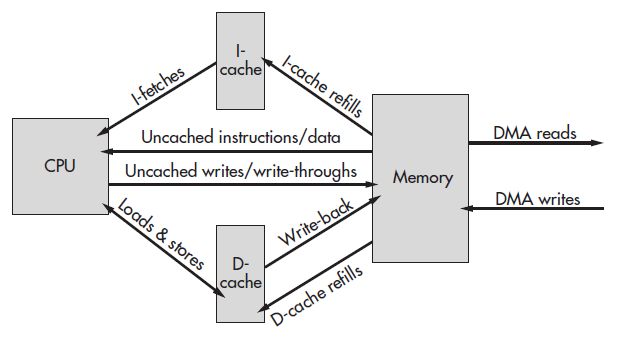 I-
cache
I-fetches
I-cache refills
Uncached instructions/data
DMA reads
CPU
Uncached writes/write-throughs
Memory
DMA writes
Loads & stores
Write-back
D-
cache
D-cache refills